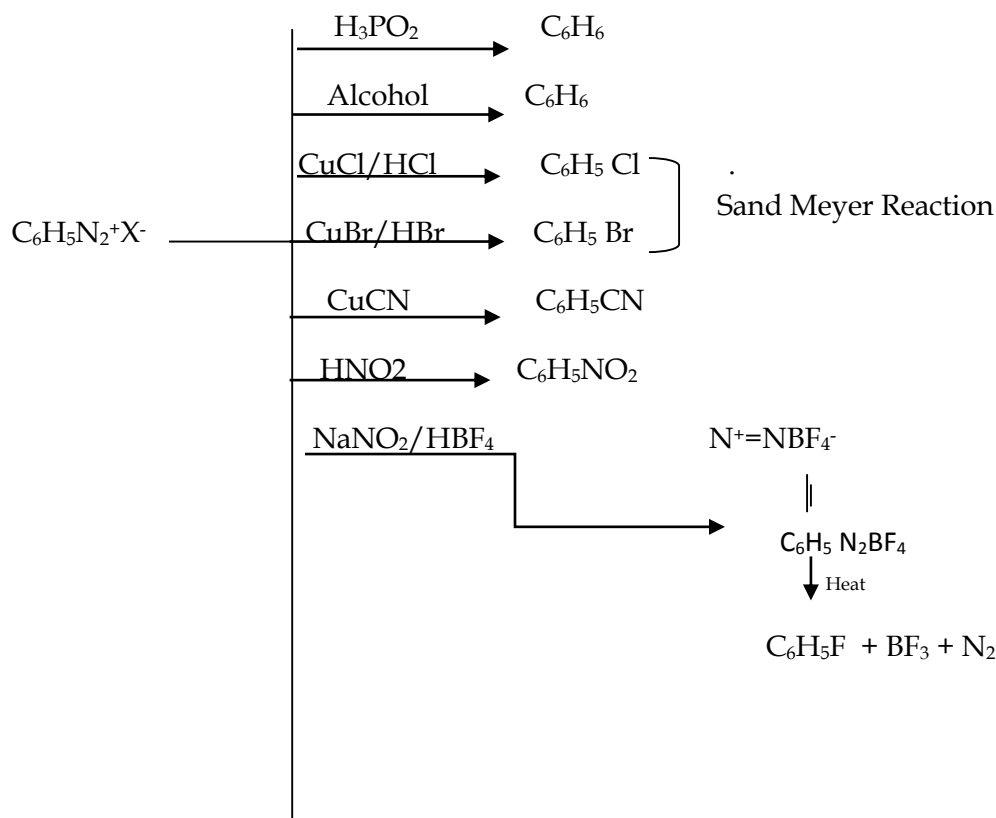 H₃PO₂ C₆H₆
Alcohol C₆H₆
CuCl/HCl C₆H₅ Cl .
Sand Meyer Reaction
C₆H₅N₂⁺X- CuBr/HBr C₆H₅ Br
CuCN C₆H₅CN
HNO2 C₆H₅NO₂
NaNO₂/HBF₄ N⁺=NBF₄-
C₆H₅ N₂BF₄
Heat
C₆H₅F + BF₃ + N₂